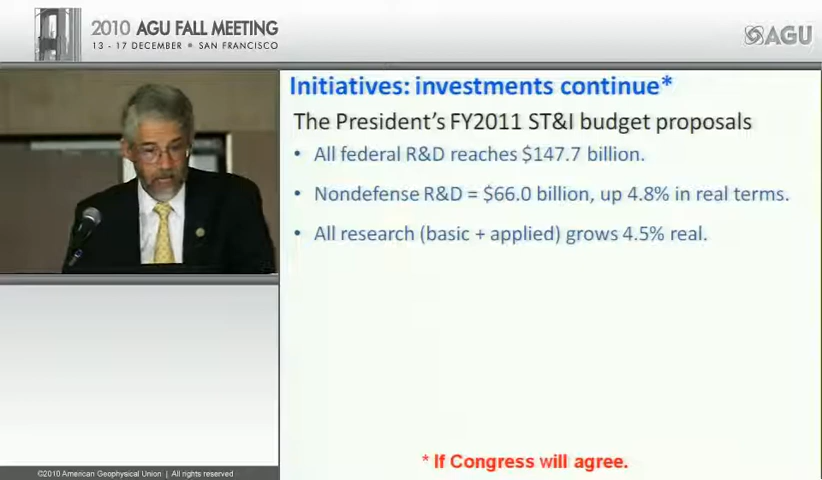 2010 AGU FALL MEETING
13 - 17 DECEMBER • SAN FRANCISCO
AGU
Initiatives: investments continue*
The President's FY2011 ST&I budget proposals
• All federal R&D reaches $147.7 billion.
• Nondefense R&D = $66.0 billion, up 4.8% in real terms.
• All research (basic + applied) grows 4.5% real.
* If Congress will agree.
©2010 American Geophysical Union | All rights reserved